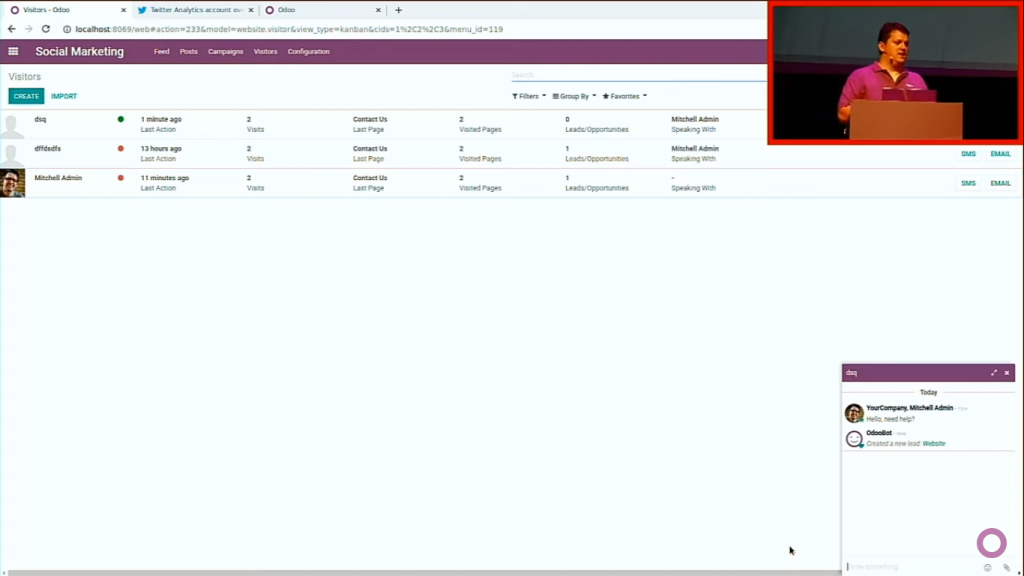 Visitors - Odoo
Twitter Analytics account ove
Odoo
localhost:8069/web#action=233&model=website.visitor&view_type=kanban&cids=1%2C2%2C3&menu_id=119
Social Marketing Feed Posts Campaigns Visitors Configuration
Visitors
Search...
CREATE IMPORT Filters Group By Favorites
dsq 1 minute ago 2 Contact Us 2 0 Mitchell Admin
Last Action Visits Last Page Visited Pages Leads/Opportunities Speaking With
dffdsdfs 13 hours ago 2 Contact Us 2 1 Mitchell Admin
Last Action Visits Last Page Visited Pages Leads/Opportunities Speaking With
SMS EMAIL
Mitchell Admin 11 minutes ago 2 Contact Us 2 1 -
Last Action Visits Last Page Visited Pages Leads/Opportunities Speaking With
SMS EMAIL
dsq
Today
YourCompany, Mitchell Admin - now
Hello, need help?
OdooBot - now
Created a new lead: Website
Write something